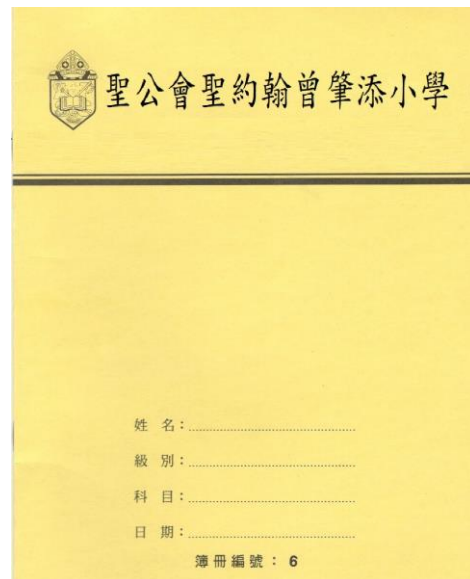 聖公會聖約翰曾肇添小學
姓 名：
級 別：
科 目：
日 期：
簿冊編號： 6